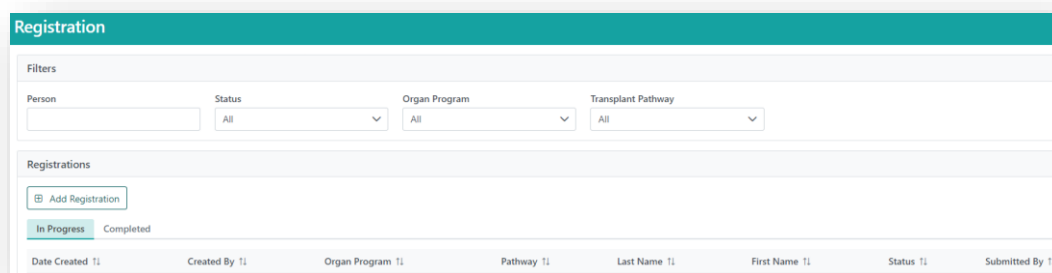 Registration
Filters
Person Status Organ Program Transplant Pathway
All All All
Registrations
Add Registration
In Progress Completed
Date Created Created By Organ Program Pathway Last Name First Name Status Submitted By